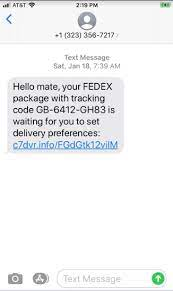 AT&T
2:19 PM
+1 (323) 356-7217
Text Message
Sat, Jan 18, 7:39 AM
Hello mate, your FEDEX
package with tracking
code GB-6412-GH83 is
waiting for you to set
delivery preferences:
c7dvr.info/FGdGtk12vilM
Text Message